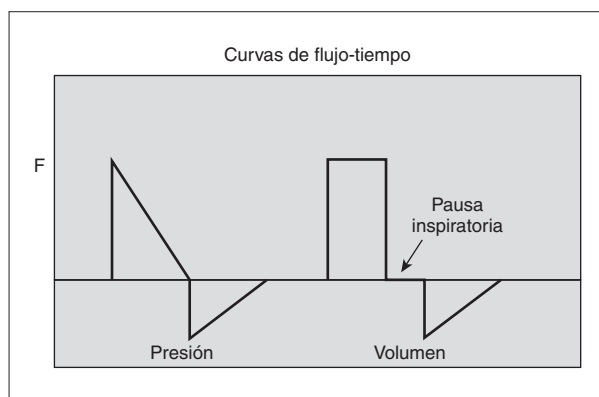 Curvas de flujo-tiempo
F
Pausa
inspiratoria
Presión
Volumen